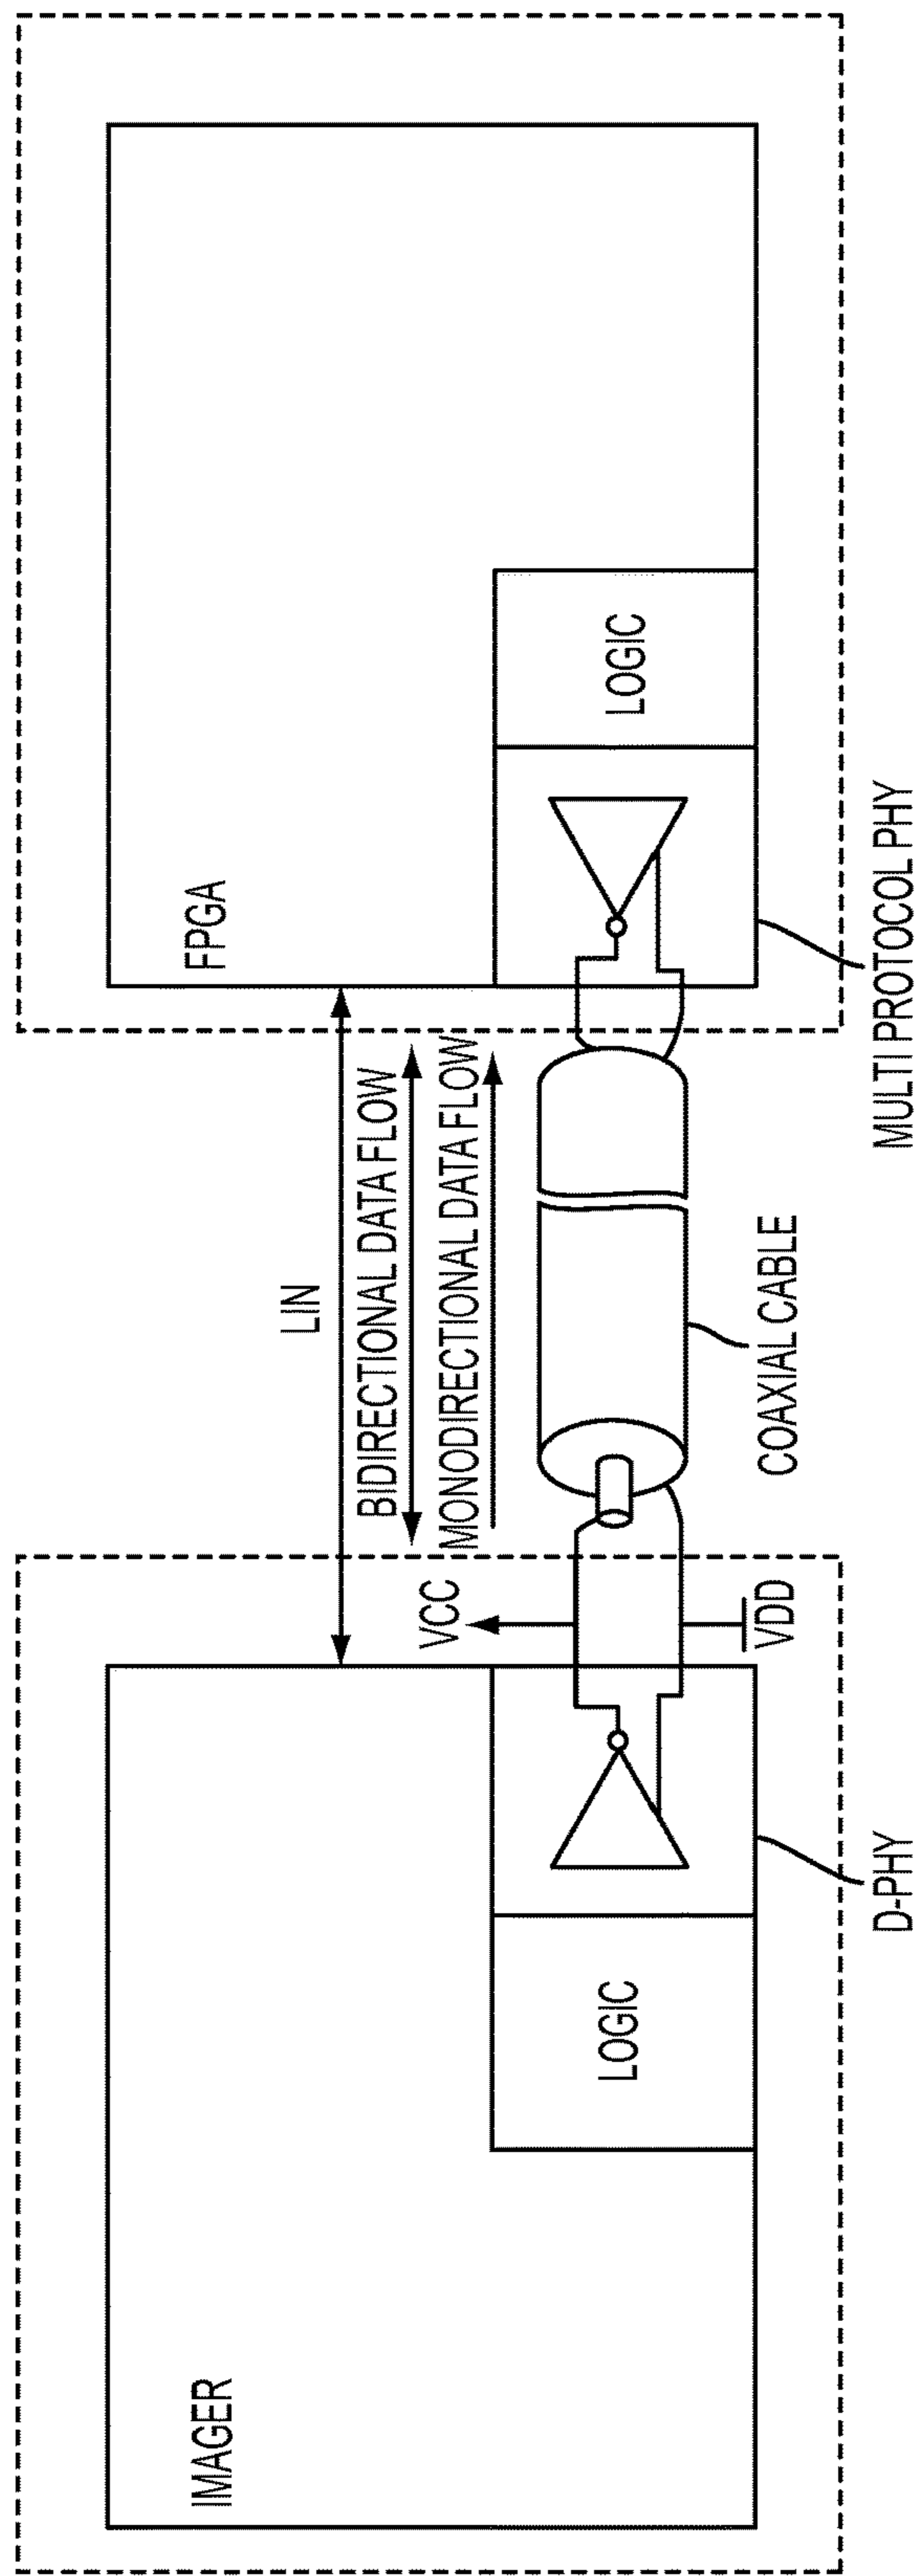 IMAGER
LOGIC
D-PHY
VCC
VDD
LIN
BIDIRECTIONAL DATA FLOW
MONODIRECTIONAL DATA FLOW
COAXIAL CABLE
FPGA
LOGIC
MULTI PROTOCOL PHY